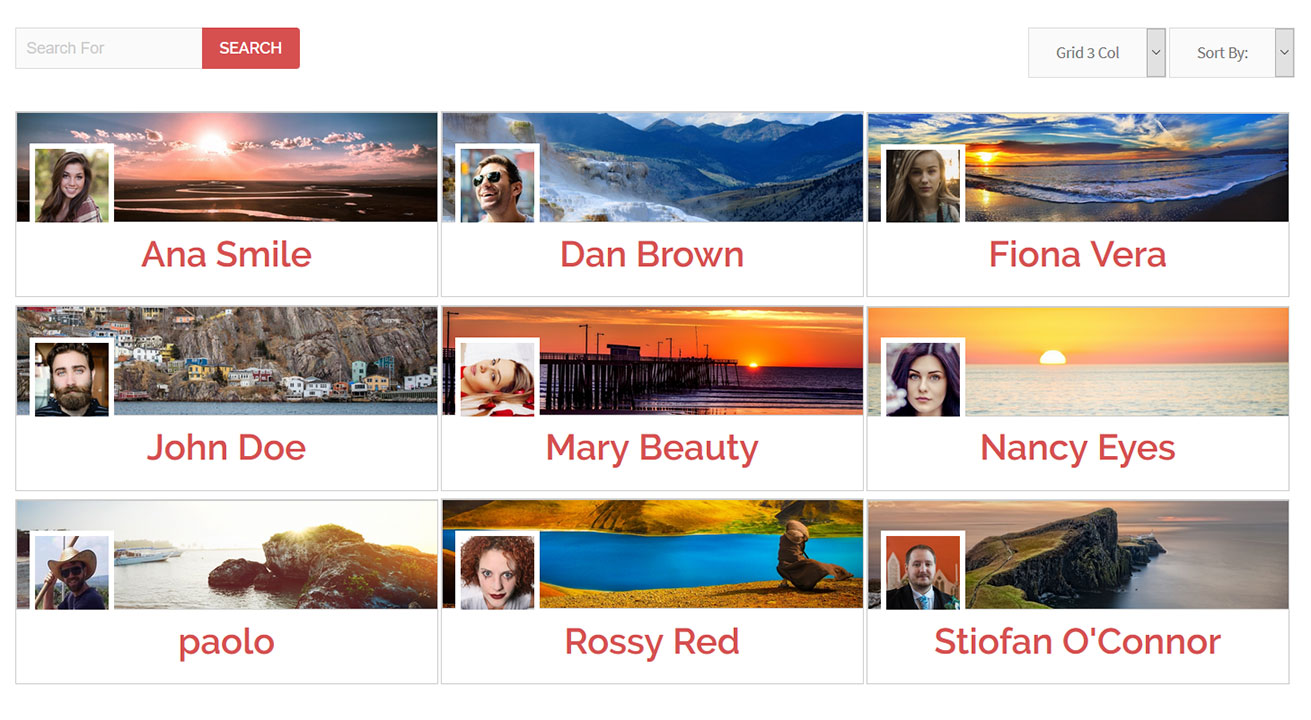 Search For
SEARCH
Grid 3 Col
Sort By:
Ana Smile
Dan Brown
Fiona Vera
John Doe
Mary Beauty
Nancy Eyes
paolo
Rossy Red
Stiofan O'Connor